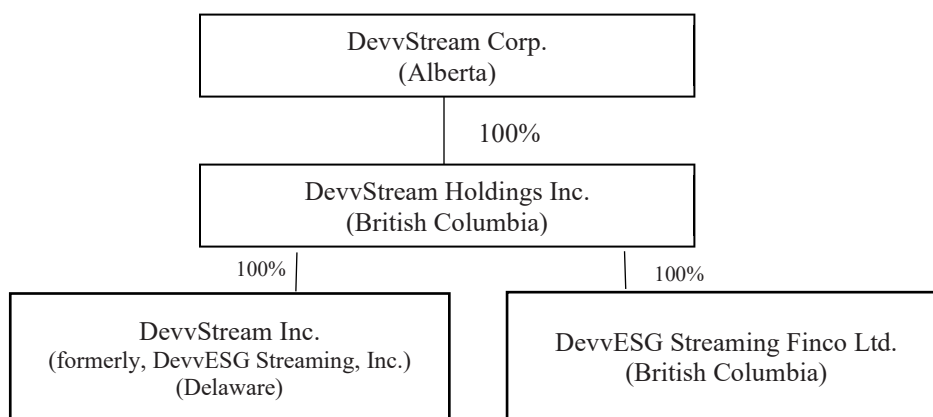 DevvStream Corp.
(Alberta)
100%
DevvStream Holdings Inc.
(British Columbia)
100%
100%
DevvStream Inc.
(formerly, DevvESG Streaming, Inc.)
(Delaware)
DevvESG Streaming Finco Ltd.
(British Columbia)